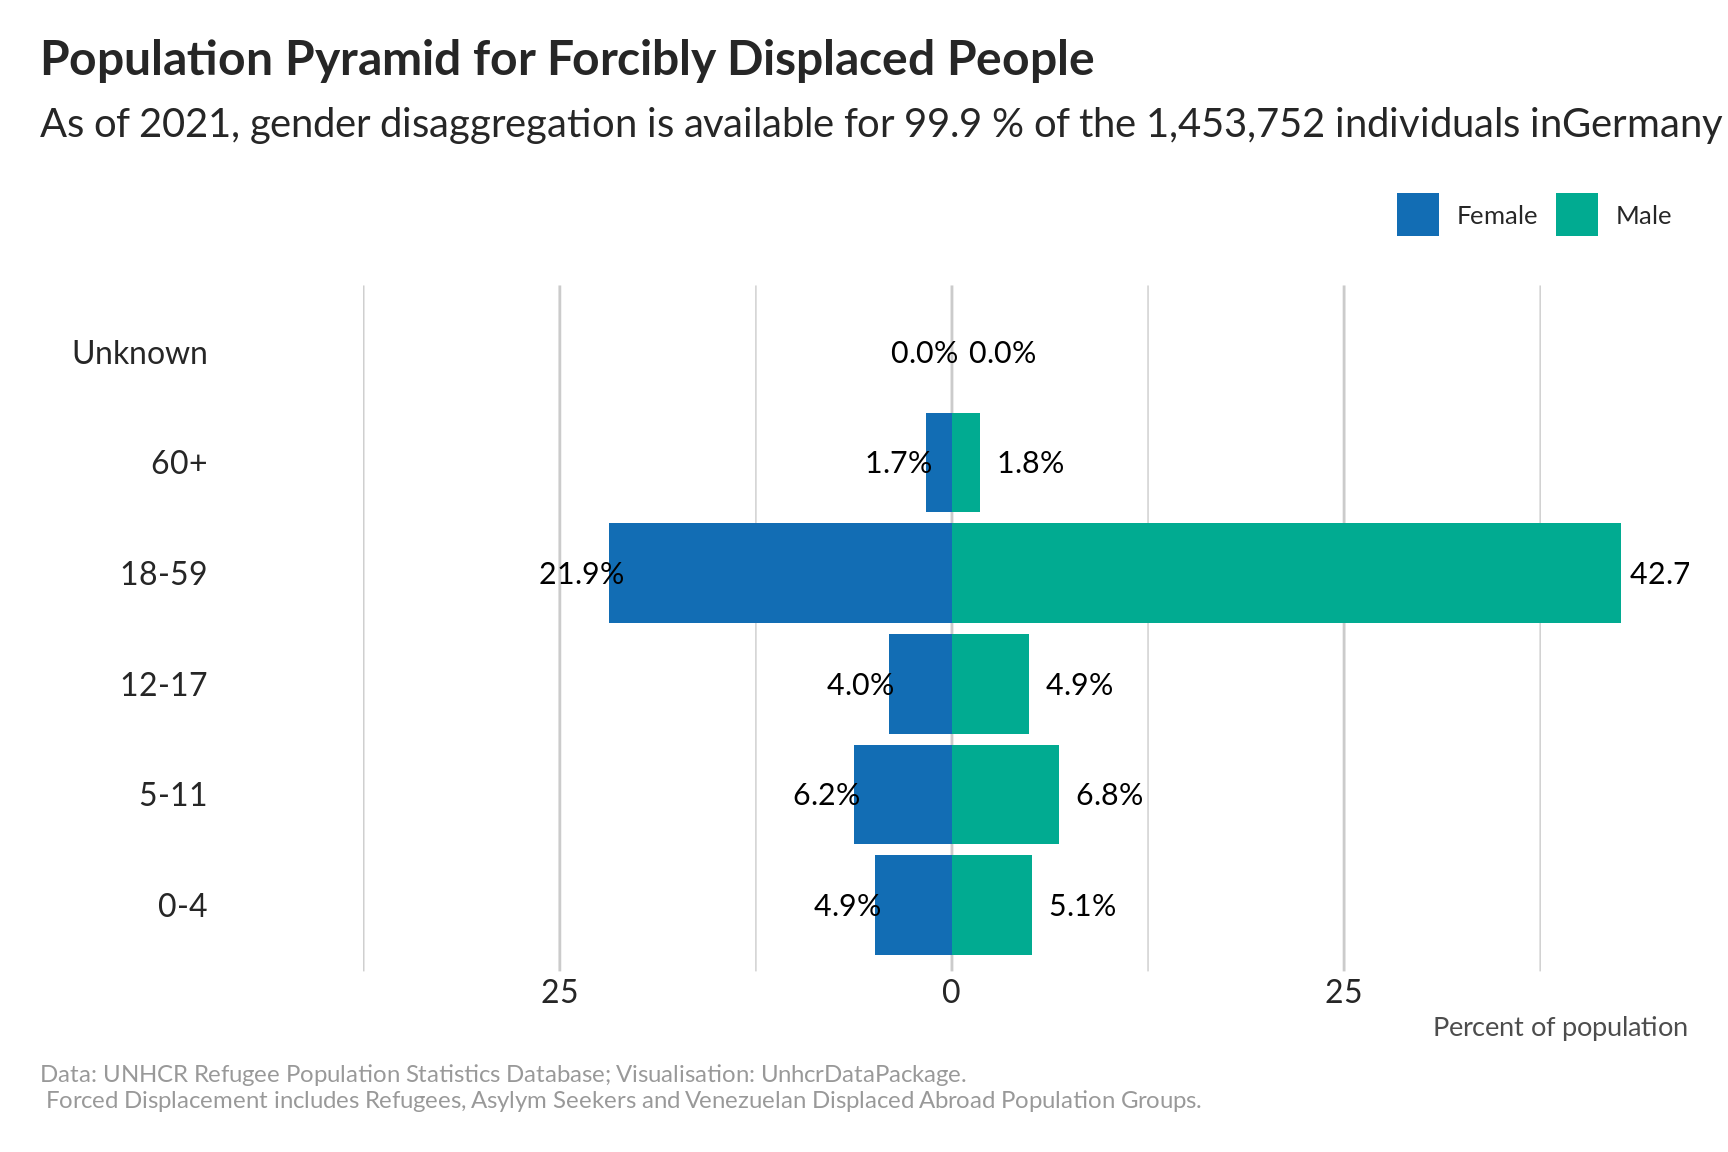 Population Pyramid for Forcibly Displaced People
As of 2021, gender disaggregation is available for 99.9 % of the 1,453,752 individuals inGermany
Female Male
Unknown 0.0% 0.0%
60+ 1.7% 1.8%
18-59 21.9% 42.7
12-17 4.0% 4.9%
5-11 6.2% 6.8%
0-4 4.9% 5.1%
25 0 25
Percent of population
Data: UNHCR Refugee Population Statistics Database; Visualisation: UnhcrDataPackage.
Forced Displacement includes Refugees, Asylym Seekers and Venezuelan Displaced Abroad Population Groups.